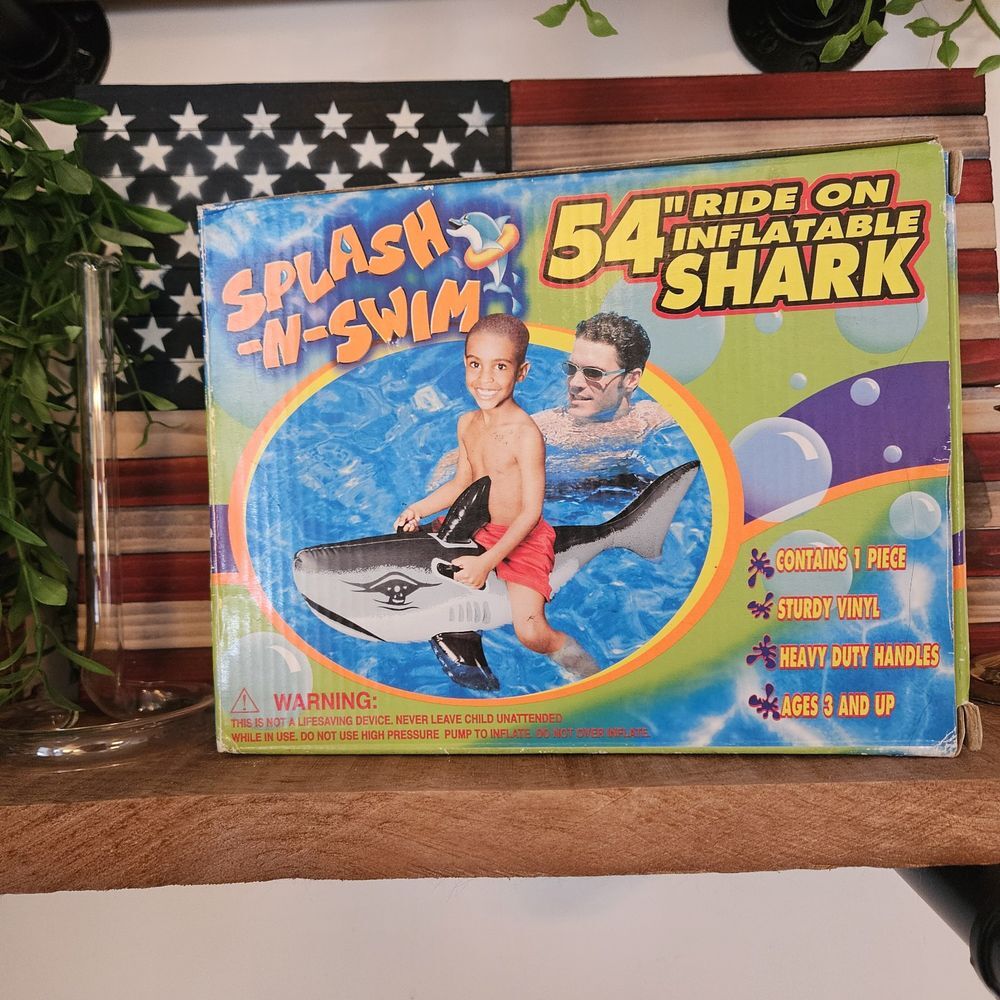 SPLASH
-N-SWIM
54" RIDE ON
INFLATABLE
SHARK
CONTAINS 1 PIECE
STURDY VINYL
HEAVY DUTY HANDLES
AGES 3 AND UP
WARNING:
THIS IS NOT A LIFESAVING DEVICE. NEVER LEAVE CHILD UNATTENDED
WHILE IN USE. DO NOT USE HIGH PRESSURE PUMP TO INFLATE. DO NOT OVER INFLATE.